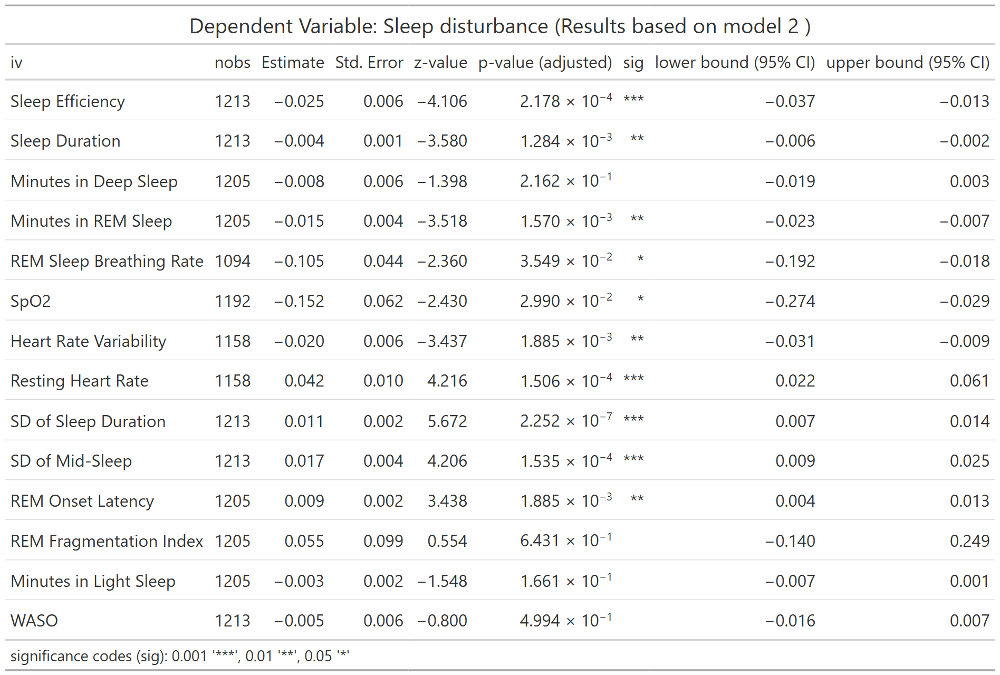 Dependent Variable: Sleep disturbance (Results based on model 2 )
iv nobs Estimate Std. Error z-value p-value (adjusted) sig lower bound (95% CI) upper bound (95% CI)
Sleep Efficiency 1213 −0.025 0.006 −4.106 2.178 × 10⁻⁴ *** −0.037 −0.013
Sleep Duration 1213 −0.004 0.001 −3.580 1.284 × 10⁻³ ** −0.006 −0.002
Minutes in Deep Sleep 1205 −0.008 0.006 −1.398 2.162 × 10⁻¹ −0.019 0.003
Minutes in REM Sleep 1205 −0.015 0.004 −3.518 1.570 × 10⁻³ ** −0.023 −0.007
REM Sleep Breathing Rate 1094 −0.105 0.044 −2.360 3.549 × 10⁻² * −0.192 −0.018
SpO2 1192 −0.152 0.062 −2.430 2.990 × 10⁻² * −0.274 −0.029
Heart Rate Variability 1158 −0.020 0.006 −3.437 1.885 × 10⁻³ ** −0.031 −0.009
Resting Heart Rate 1158 0.042 0.010 4.216 1.506 × 10⁻⁴ *** 0.022 0.061
SD of Sleep Duration 1213 0.011 0.002 5.672 2.252 × 10⁻⁷ *** 0.007 0.014
SD of Mid-Sleep 1213 0.017 0.004 4.206 1.535 × 10⁻⁴ *** 0.009 0.025
REM Onset Latency 1205 0.009 0.002 3.438 1.885 × 10⁻³ ** 0.004 0.013
REM Fragmentation Index 1205 0.055 0.099 0.554 6.431 × 10⁻¹ −0.140 0.249
Minutes in Light Sleep 1205 −0.003 0.002 −1.548 1.661 × 10⁻¹ −0.007 0.001
WASO 1213 −0.005 0.006 −0.800 4.994 × 10⁻¹ −0.016 0.007
significance codes (sig): 0.001 '***', 0.01 '**', 0.05 '*'